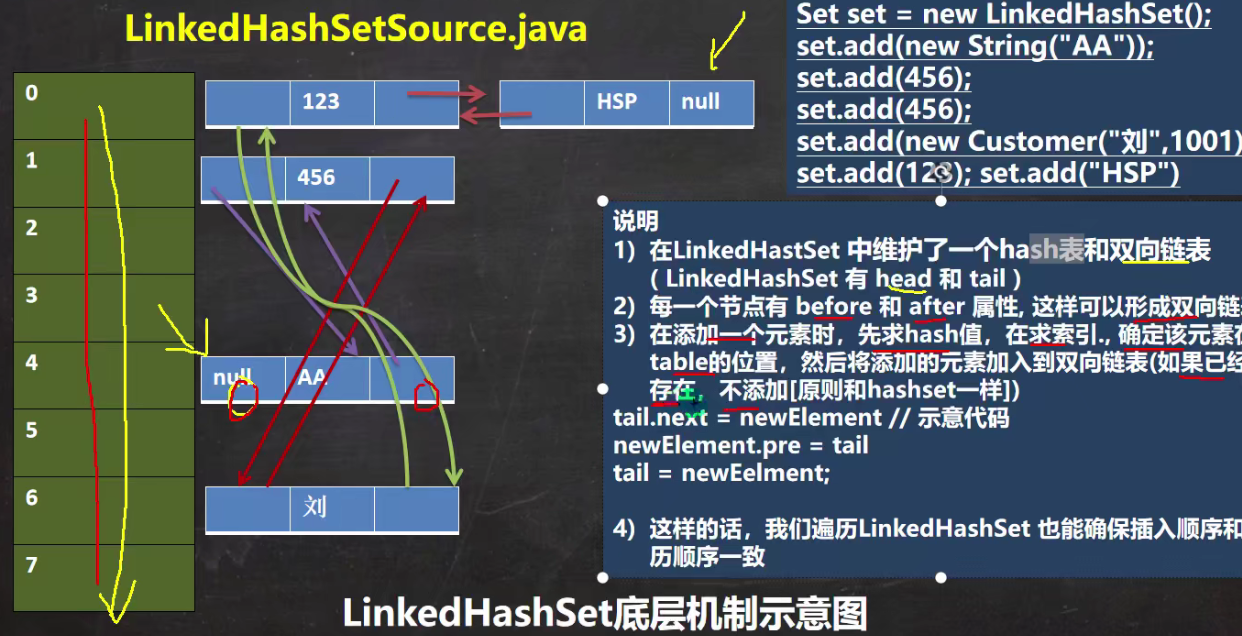 LinkedHashSetSource.java
Set set = new LinkedHashSet();
set.add(new String("AA"));
set.add(456);
set.add(456);
set.add(new Customer("刘",1001)
set.add(123); set.add("HSP")
0
123
HSP
null
1
456
2
3
4
null
AA
5
6
刘
7
说明
1) 在LinkedHastSet 中维护了一个hash表和双向链表
( LinkedHashSet 有 head 和 tail )
2) 每一个节点有 before 和 after 属性, 这样可以形成双向链
3) 在添加一个元素时，先求hash值，在求索引., 确定该元素在
table的位置，然后将添加的元素加入到双向链表(如果已经
存在，不添加[原则和hashset一样])
tail.next = newElement // 示意代码
newElement.pre = tail
tail = newEelment;
4) 这样的话，我们遍历LinkedHashSet 也能确保插入顺序和
历顺序一致
LinkedHashSet底层机制示意图